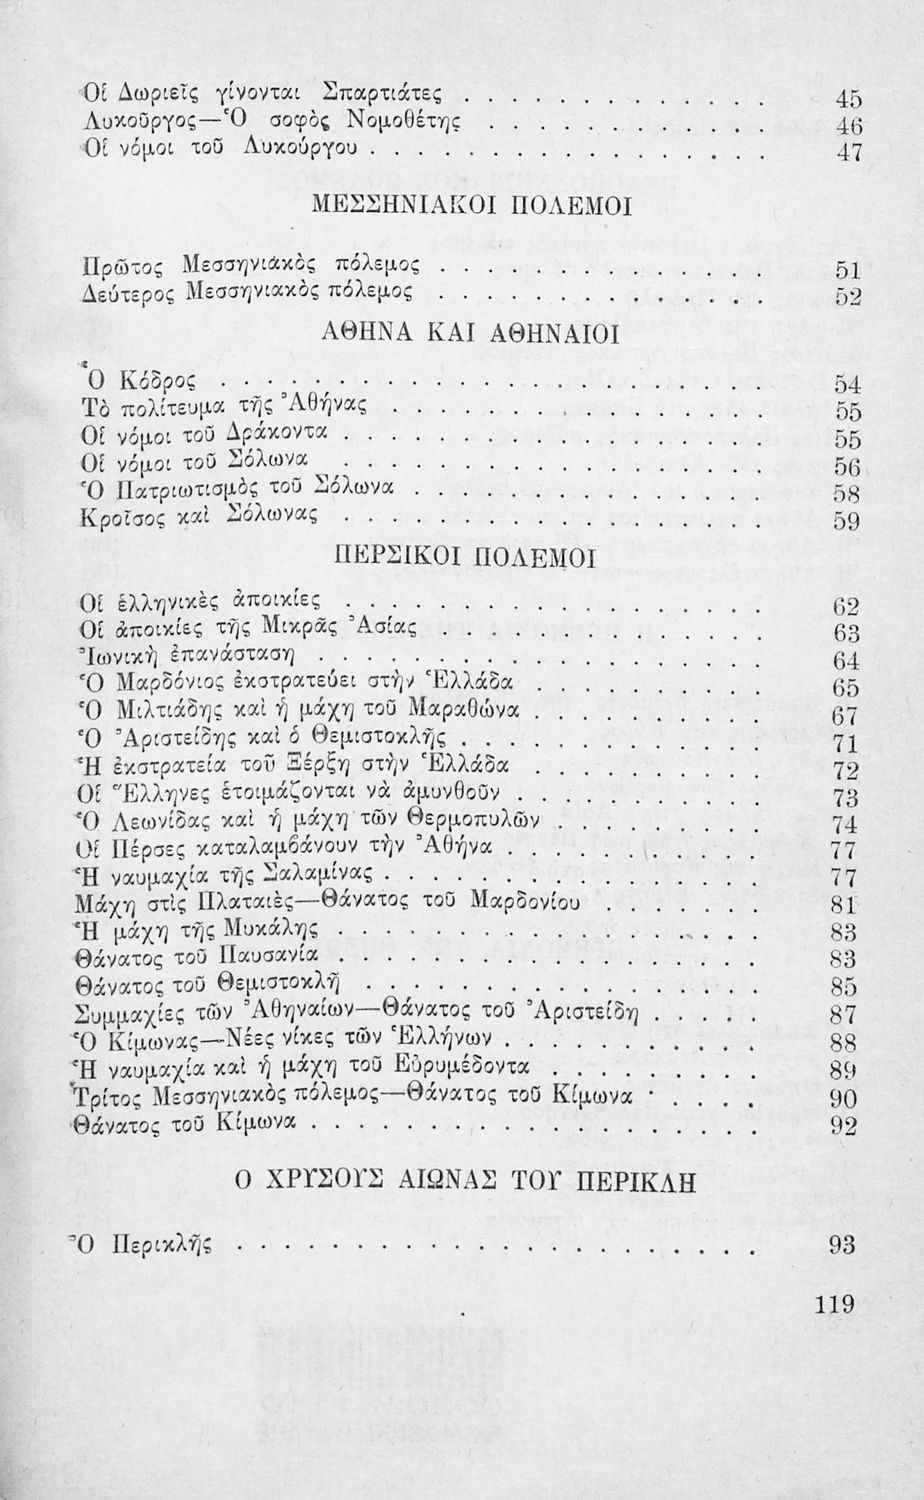 Οἱ Δωριεῖς γίνονται Σπαρτιάτες . . . . . . . . . . . . . 45
Λυκοῦργος—Ὁ σοφὸς Νομοθέτης . . . . . . . . . . . . 46
Οἱ νόμοι τοῦ Λυκούργου . . . . . . . . . . . . . . . . . 47
ΜΕΣΣΗΝΙΑΚΟΙ ΠΟΛΕΜΟΙ
Πρῶτος Μεσσηνιακὸς πόλεμος . . . . . . . . . . . . . . 51
Δεύτερος Μεσσηνιακὸς πόλεμος . . . . . . . . . . . . . . 52
ΑΘΗΝΑ ΚΑΙ ΑΘΗΝΑΙΟΙ
Ὁ Κόδρος . . . . . . . . . . . . . . . . . . . . . . . 54
Τὸ πολίτευμα τῆς Ἀθήνας . . . . . . . . . . . . . . . . 55
Οἱ νόμοι τοῦ Δράκοντα . . . . . . . . . . . . . . . . . . 55
Οἱ νόμοι τοῦ Σόλωνα . . . . . . . . . . . . . . . . . . 56
Ὁ Πατριωτισμὸς τοῦ Σόλωνα . . . . . . . . . . . . . . . 58
Κροῖσος καὶ Σόλωνας . . . . . . . . . . . . . . . . . . 59
ΠΕΡΣΙΚΟΙ ΠΟΛΕΜΟΙ
Οἱ ἑλληνικὲς ἀποικίες . . . . . . . . . . . . . . . . . . 62
Οἱ ἀποικίες τῆς Μικρᾶς Ἀσίας . . . . . . . . . . . . . . 63
Ἰωνικὴ ἐπανάσταση . . . . . . . . . . . . . . . . . . . 64
Ὁ Μαρδόνιος ἐκστρατεύει στὴν Ἑλλάδα . . . . . . . . . . 65
Ὁ Μιλτιάδης καὶ ἡ μάχη τοῦ Μαραθώνα . . . . . . . . . . 67
Ὁ Ἀριστείδης καὶ ὁ Θεμιστοκλῆς . . . . . . . . . . . . . 71
Ἡ ἐκστρατεία τοῦ Ξέρξη στὴν Ἑλλάδα . . . . . . . . . . 72
Οἱ Ἕλληνες ἑτοιμάζονται νὰ ἀμυνθοῦν . . . . . . . . . . . 73
Ὁ Λεωνίδας καὶ ἡ μάχη τῶν Θερμοπυλῶν . . . . . . . . . 74
Οἱ Πέρσες καταλαμβάνουν τὴν Ἀθήνα . . . . . . . . . . . 77
Ἡ ναυμαχία τῆς Σαλαμίνας . . . . . . . . . . . . . . . . 77
Μάχη στὶς Πλαταιὲς—Θάνατος τοῦ Μαρδονίου . . . . . . . 81
Ἡ μάχη τῆς Μυκάλης . . . . . . . . . . . . . . . . . . 83
Θάνατος τοῦ Παυσανία . . . . . . . . . . . . . . . . . . 83
Θάνατος τοῦ Θεμιστοκλῆ . . . . . . . . . . . . . . . . . 85
Συμμαχίες τῶν Ἀθηναίων—Θάνατος τοῦ Ἀριστείδη . . . . . 87
Ὁ Κίμωνας—Νέες νίκες τῶν Ἑλλήνων . . . . . . . . . . . 88
Ἡ ναυμαχία καὶ ἡ μάχη τοῦ Εὐρυμέδοντα . . . . . . . . . 89
Τρίτος Μεσσηνιακὸς πόλεμος—Θάνατος τοῦ Κίμωνα . . . . . 90
Θάνατος τοῦ Κίμωνα . . . . . . . . . . . . . . . . . . . 92
Ο ΧΡΥΣΟΥΣ ΑΙΩΝΑΣ ΤΟΥ ΠΕΡΙΚΛΗ
Ὁ Περικλῆς . . . . . . . . . . . . . . . . . . . . . . . 93
119